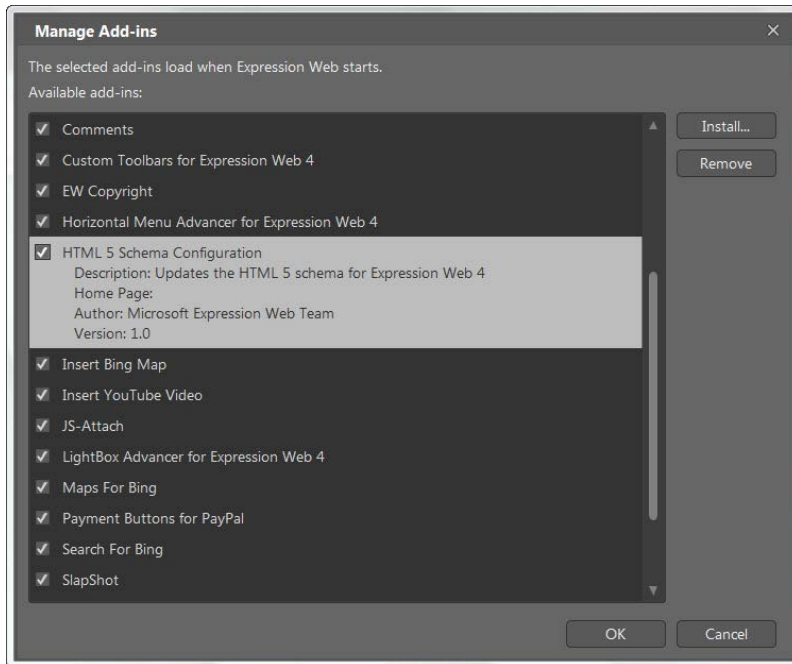 Manage Add-ins
The selected add-ins load when Expression Web starts.
Available add-ins:
Comments
Install...
Custom Toolbars for Expression Web 4
Remove
EW Copyright
Horizontal Menu Advancer for Expression Web 4
HTML 5 Schema Configuration
Description: Updates the HTML 5 schema for Expression Web 4
Home Page:
Author: Microsoft Expression Web Team
Version: 1.0
Insert Bing Map
Insert YouTube Video
JS-Attach
LightBox Advancer for Expression Web 4
Maps For Bing
Payment Buttons for PayPal
Search For Bing
SlapShot
OK
Cancel